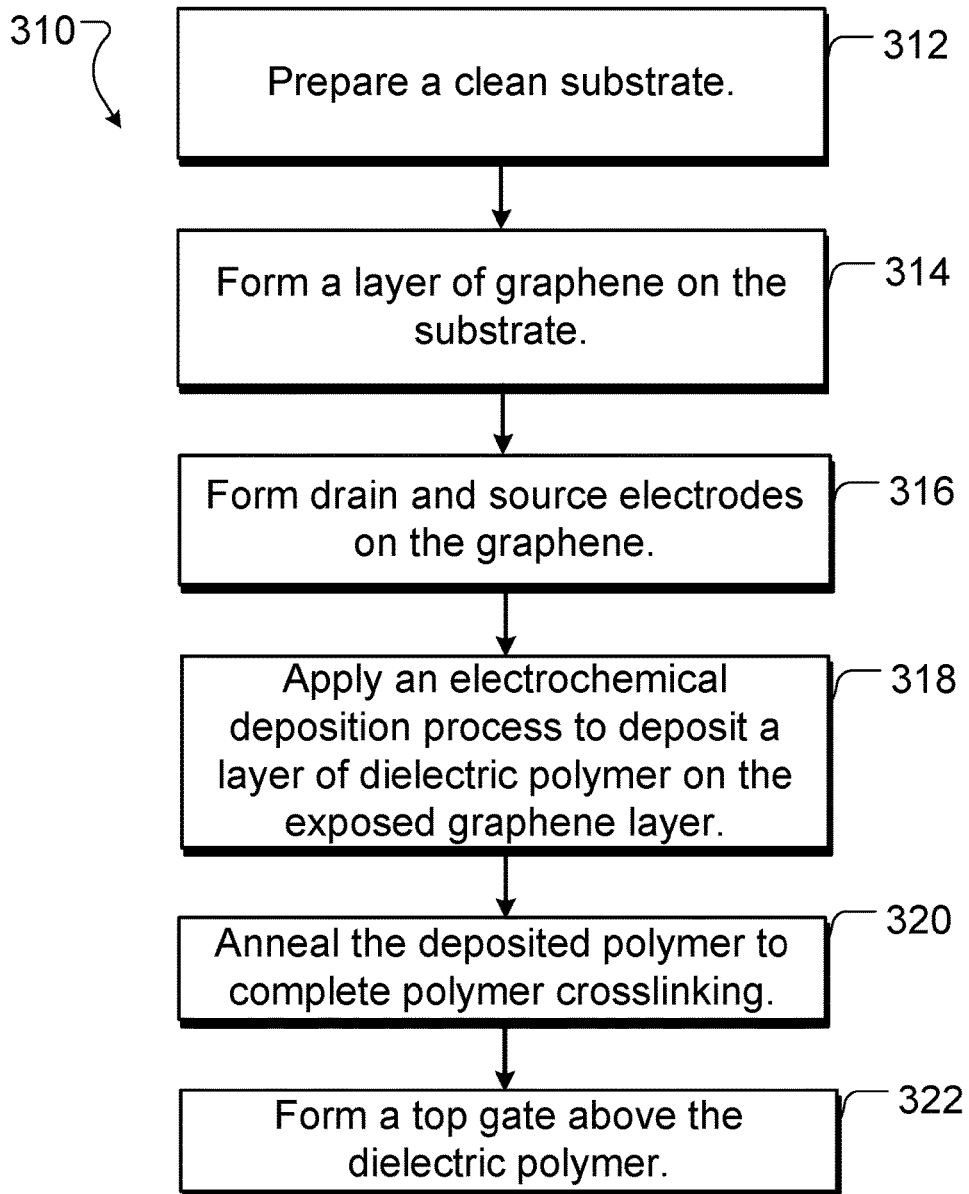 310
312
Prepare a clean substrate.
314
Form a layer of graphene on the
substrate.
316
Form drain and source electrodes
on the graphene.
318
Apply an electrochemical
deposition process to deposit a
layer of dielectric polymer on the
exposed graphene layer.
320
Anneal the deposited polymer to
complete polymer crosslinking.
322
Form a top gate above the
dielectric polymer.